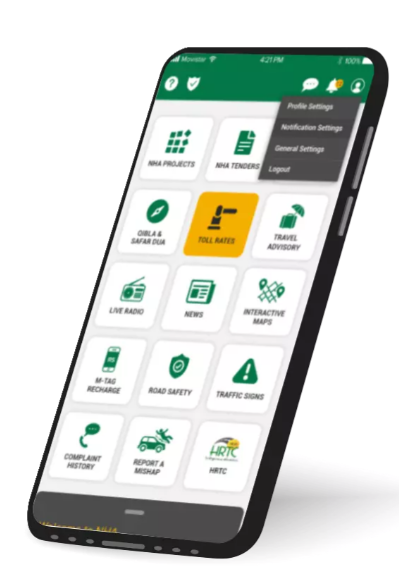 Movistar
4:21 PM
100%
?
Profile Settings
Notification Settings
General Settings
Logout
NHA PROJECTS
NHA TENDERS
QIBLA &
SAFAR DUA
TOLL RATES
TRAVEL
ADVISORY
LIVE RADIO
NEWS
INTERACTIVE
MAPS
M-TAG
RECHARGE
ROAD SAFETY
TRAFFIC SIGNS
COMPLAINT
HISTORY
REPORT A
MISHAP
HRTC
HRTC